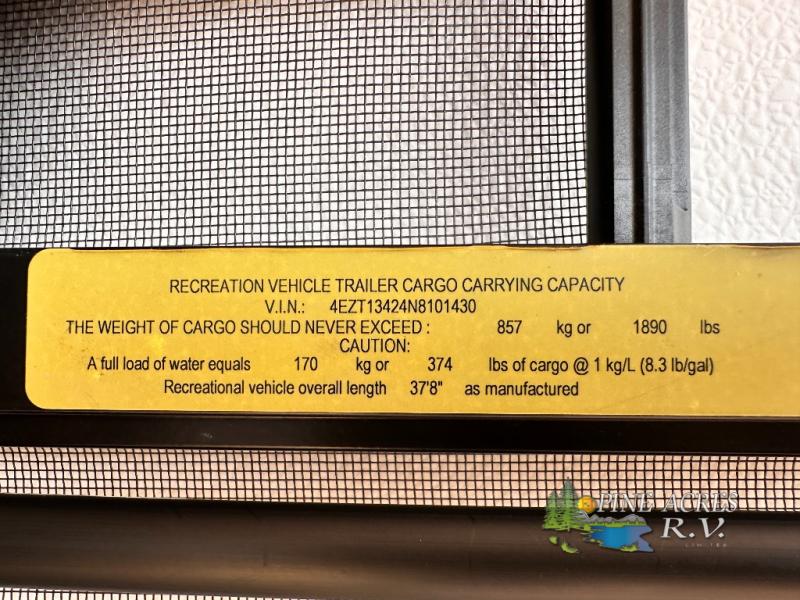 RECREATION VEHICLE TRAILER CARGO CARRYING CAPACITY
V.I.N.: 4EZT13424N8101430
THE WEIGHT OF CARGO SHOULD NEVER EXCEED : 857 kg or 1890 lbs
CAUTION:
A full load of water equals 170 kg or 374 lbs of cargo @ 1 kg/L (8.3 lb/gal)
Recreational vehicle overall length 37'8" as manufactured
PINE ACRES
R.V.
LIMITED